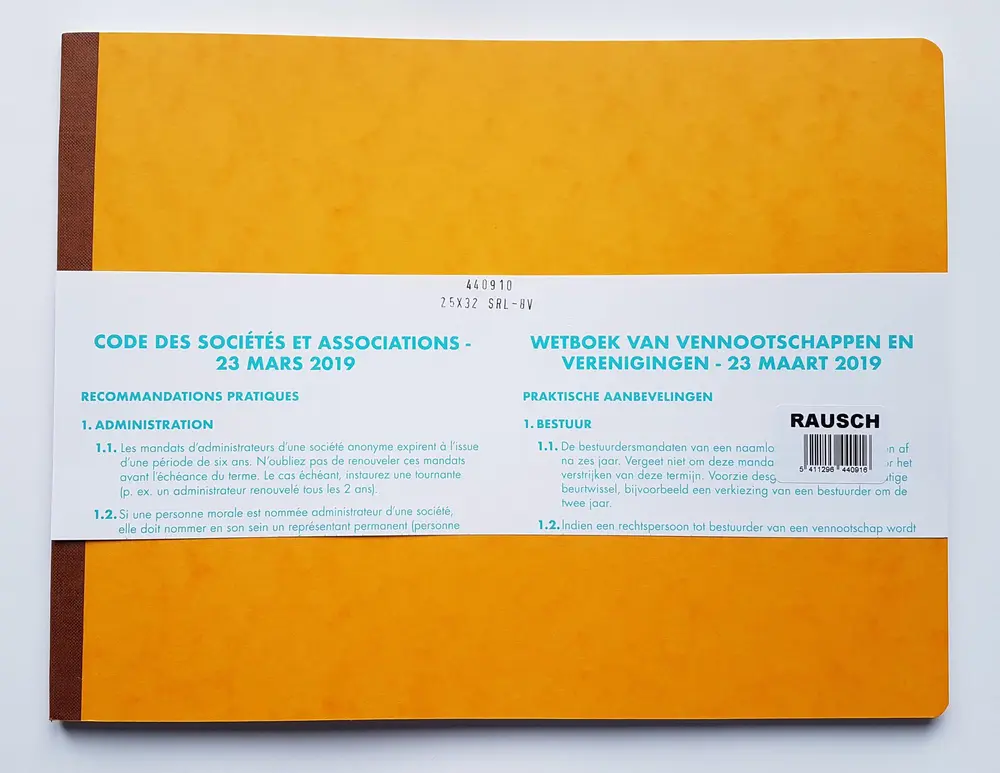 440910
25X32 SRL-BV
CODE DES SOCIÉTÉS ET ASSOCIATIONS -
23 MARS 2019
RECOMMANDATIONS PRATIQUES
1. ADMINISTRATION
1.1. Les mandats d'administrateurs d'une société anonyme expirent à l'issue
d'une période de six ans. N'oubliez pas de renouveler ces mandats
avant l'échéance du terme. Le cas échéant, instaurez une tournante
(p. ex. un administrateur renouvelé tous les 2 ans).
1.2. Si une personne morale est nommée administrateur d'une société,
elle doit nommer en son sein un représentant permanent (personne
WETBOEK VAN VENNOOTSCHAPPEN EN
VERENIGINGEN - 23 MAART 2019
PRAKTISCHE AANBEVELINGEN
1. BESTUUR
1.1. De bestuurdersmandaten van een naamlo n af
na zes jaar. Vergeet niet om deze manda or het
verstrijken van deze termijn. Voorzie desg tige
beurtwissel, bijvoorbeeld een verkiezing van een bestuurder om de
twee jaar.
1.2. Indien een rechtspersoon tot bestuurder van een vennootschap wordt
RAUSCH
5 411296 440916